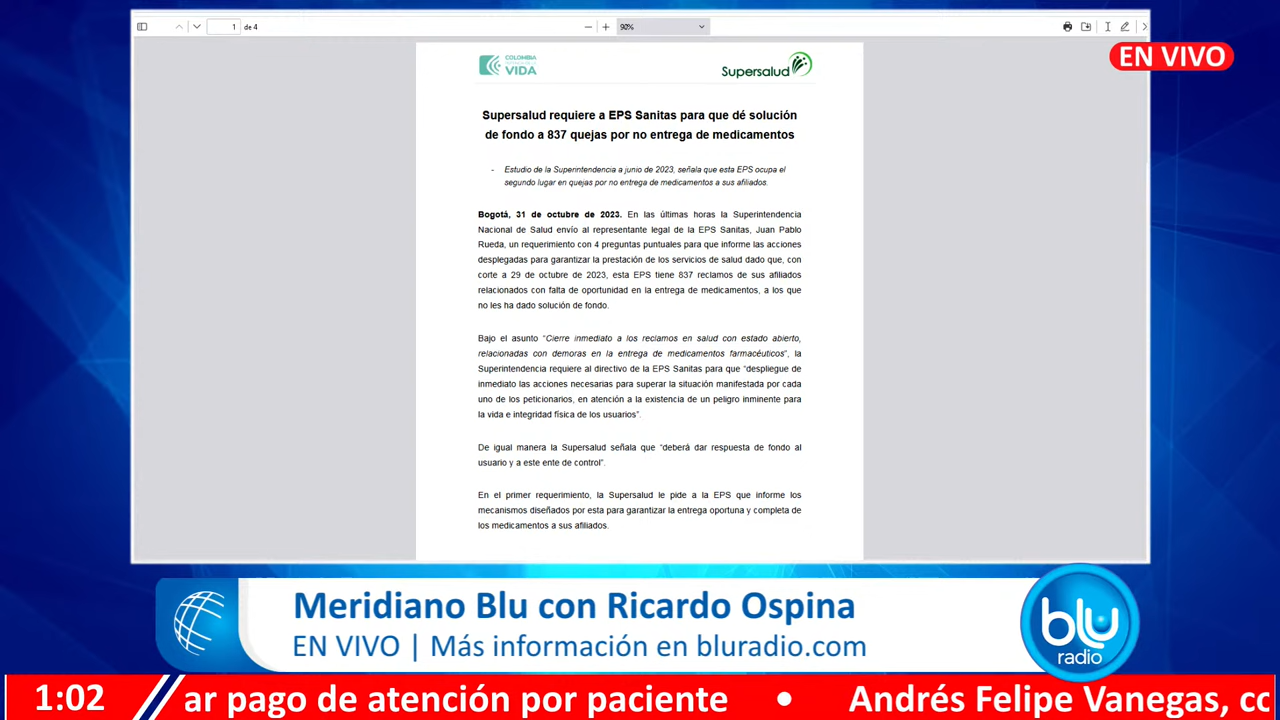 1 de 4
90%
EN VIVO
COLOMBIA
VIDA
Supersalud
Supersalud requiere a EPS Sanitas para que dé solución
de fondo a 837 quejas por no entrega de medicamentos
- Estudio de la Superintendencia a junio de 2023, señala que esta EPS ocupa el
segundo lugar en quejas por no entrega de medicamentos a sus afiliados.
Bogotá, 31 de octubre de 2023. En las últimas horas la Superintendencia
Nacional de Salud envío al representante legal de la EPS Sanitas, Juan Pablo
Rueda, un requerimiento con 4 preguntas puntuales para que informe las acciones
desplegadas para garantizar la prestación de los servicios de salud dado que, con
corte a 29 de octubre de 2023, esta EPS tiene 837 reclamos de sus afiliados
relacionados con falta de oportunidad en la entrega de medicamentos, a los que
no les ha dado solución de fondo.
Bajo el asunto “Cierre inmediato a los reclamos en salud con estado abierto,
relacionadas con demoras en la entrega de medicamentos farmacéuticos”, la
Superintendencia requiere al directivo de la EPS Sanitas para que “despliegue de
inmediato las acciones necesarias para superar la situación manifestada por cada
uno de los peticionarios, en atención a la existencia de un peligro inminente para
la vida e integridad física de los usuarios”.
De igual manera la Supersalud señala que “deberá dar respuesta de fondo al
usuario y a este ente de control”.
En el primer requerimiento, la Supersalud le pide a la EPS que informe los
mecanismos diseñados por esta para garantizar la entrega oportuna y completa de
los medicamentos a sus afiliados.
Meridiano Blu con Ricardo Ospina
EN VIVO | Más información en bluradio.com
blu
radio
1:02 ar pago de atención por paciente • Andrés Felipe Vanegas, cc